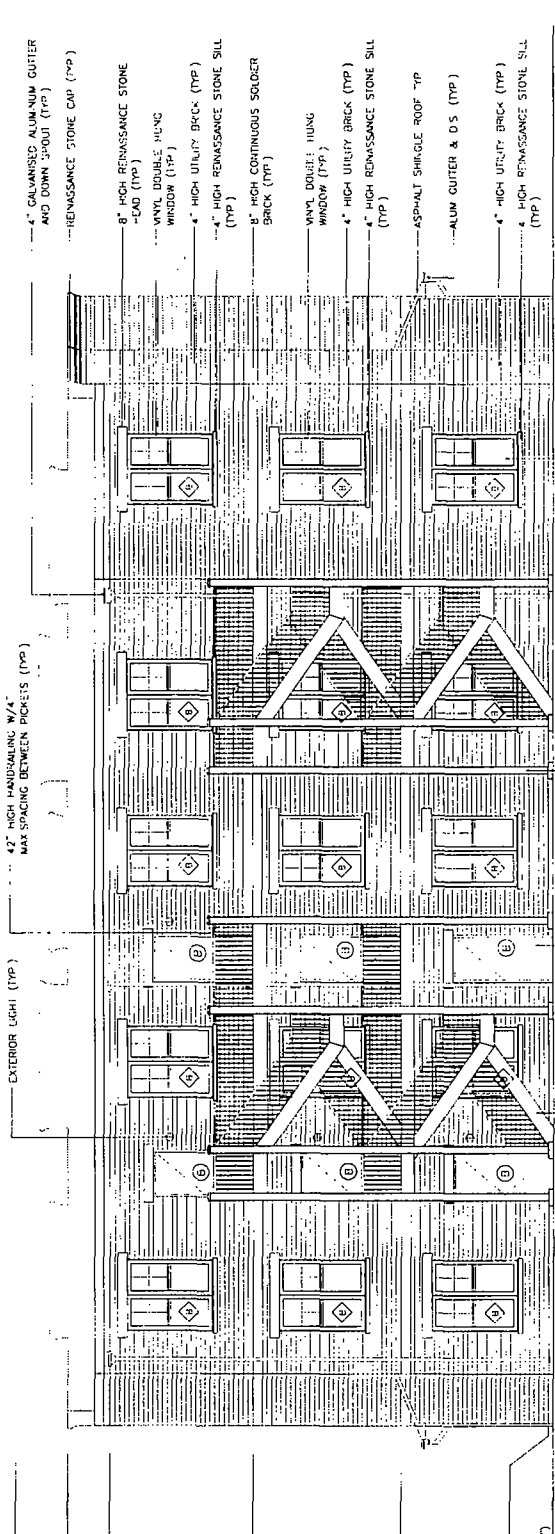 4" GALVANISED ALUMINUM GUTTER
AND DOWN SPOUT (TYP)
RENAISSANCE STONE CAP (TYP)
8" HIGH RENAISSANCE STONE
HEAD (TYP)
VINYL DOUBLE HUNG
WINDOW (TYP)
4" HIGH UTILITY BRICK (TYP)
4" HIGH RENAISSANCE STONE SILL
(TYP)
8" HIGH CONTINUOUS SOLDIER
BRICK (TYP)
VINYL DOUBLE HUNG
WINDOW (TYP)
4" HIGH UTILITY BRICK (TYP)
4" HIGH RENAISSANCE STONE SILL
(TYP)
ASPHALT SHINGLE ROOF TYP
ALUM GUTTER & DS (TYP)
4" HIGH UTILITY BRICK (TYP)
4" HIGH RENAISSANCE STONE SILL
(TYP)
42" HIGH HANDRAILING W/4"
MAX SPACING BETWEEN PICKETS (TYP)
EXTERIOR LIGHT (TYP)